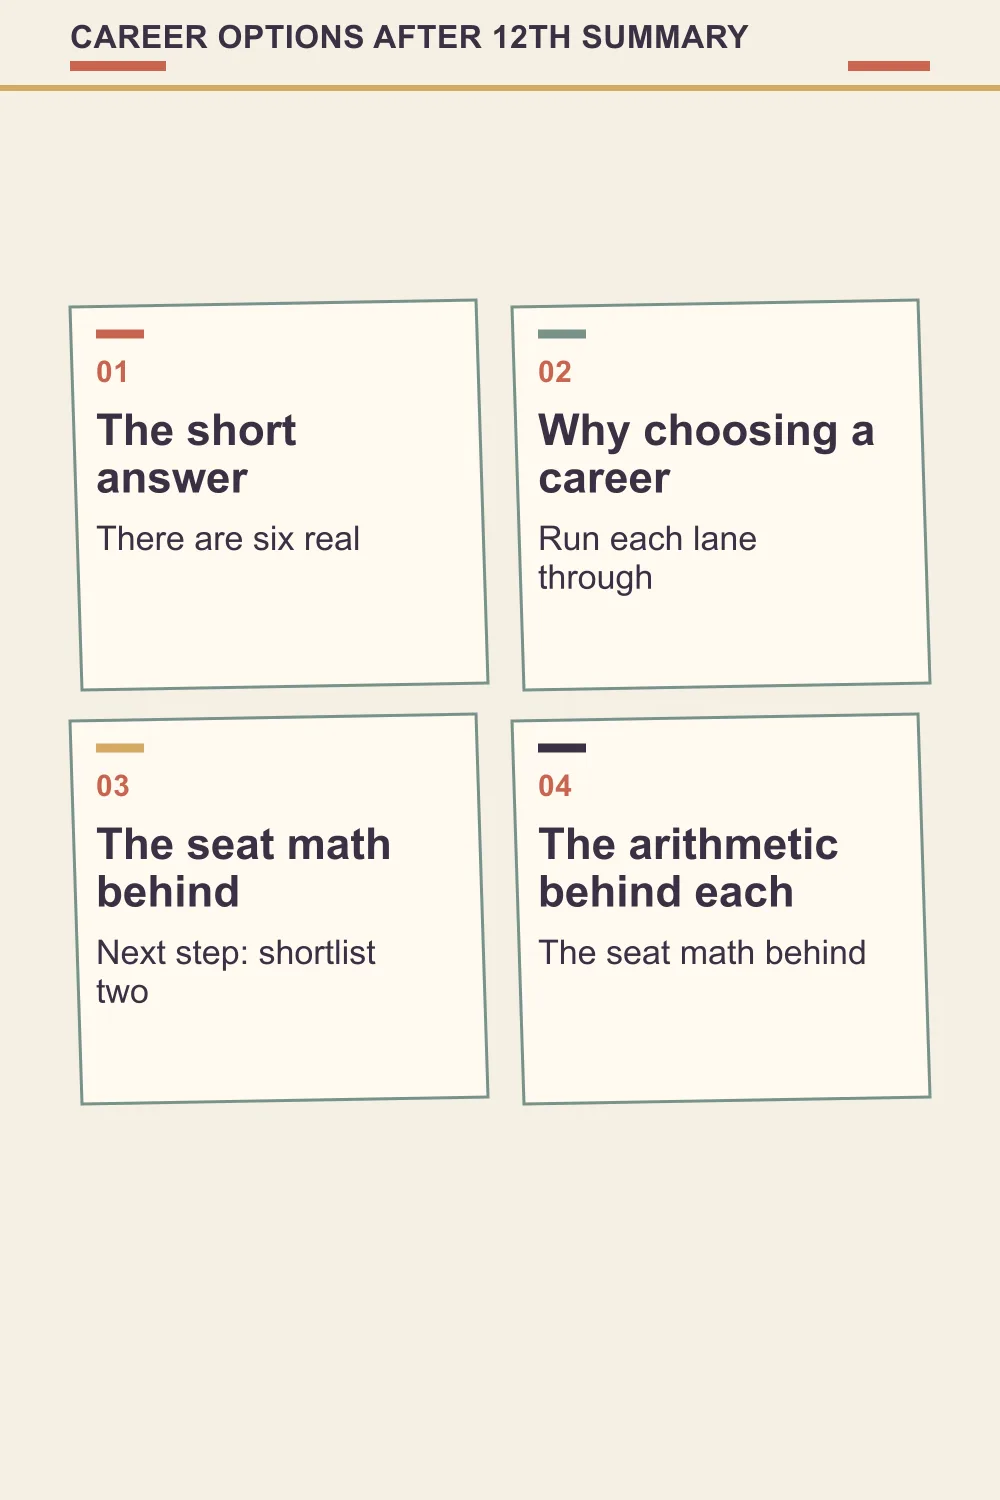 CAREER OPTIONS AFTER 12TH SUMMARY
01
The short
answer
There are six real
02
Why choosing a
career
Run each lane
through
03
The seat math
behind
Next step: shortlist
two
04
The arithmetic
behind each
The seat math behind